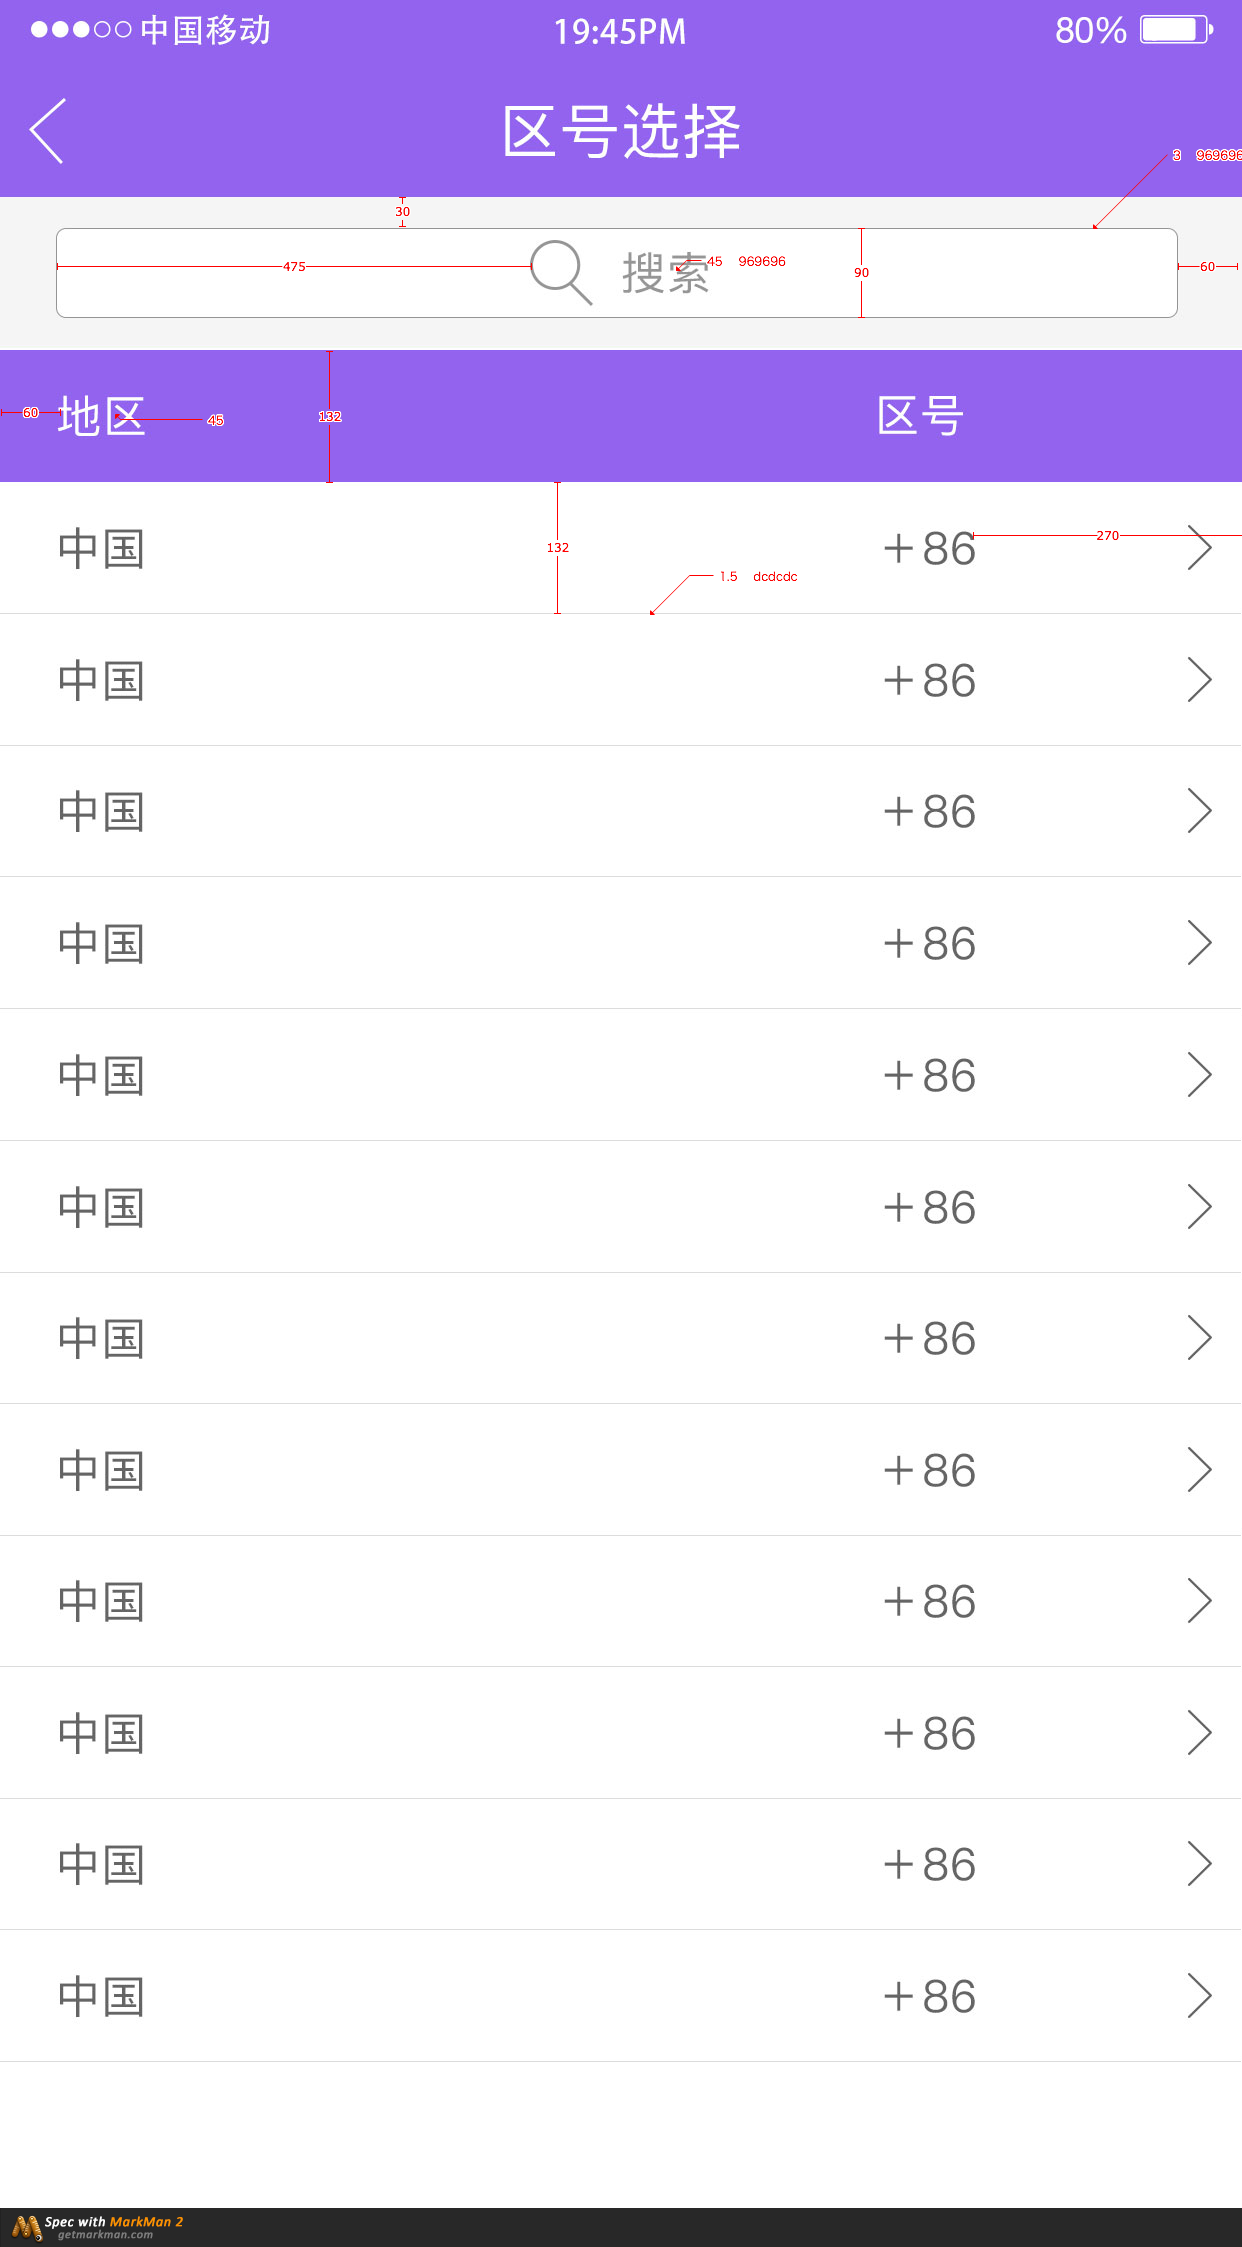 中国移动 19:45PM 80%
区号选择
3 969696
30
475 搜索 45 969696 90 60
60 地区 45 132 区号
中国 132 +86 270
1.5 dcdcdc
中国 +86
中国 +86
中国 +86
中国 +86
中国 +86
中国 +86
中国 +86
中国 +86
中国 +86
中国 +86
中国 +86
Spec with MarkMan 2
getmarkman.com